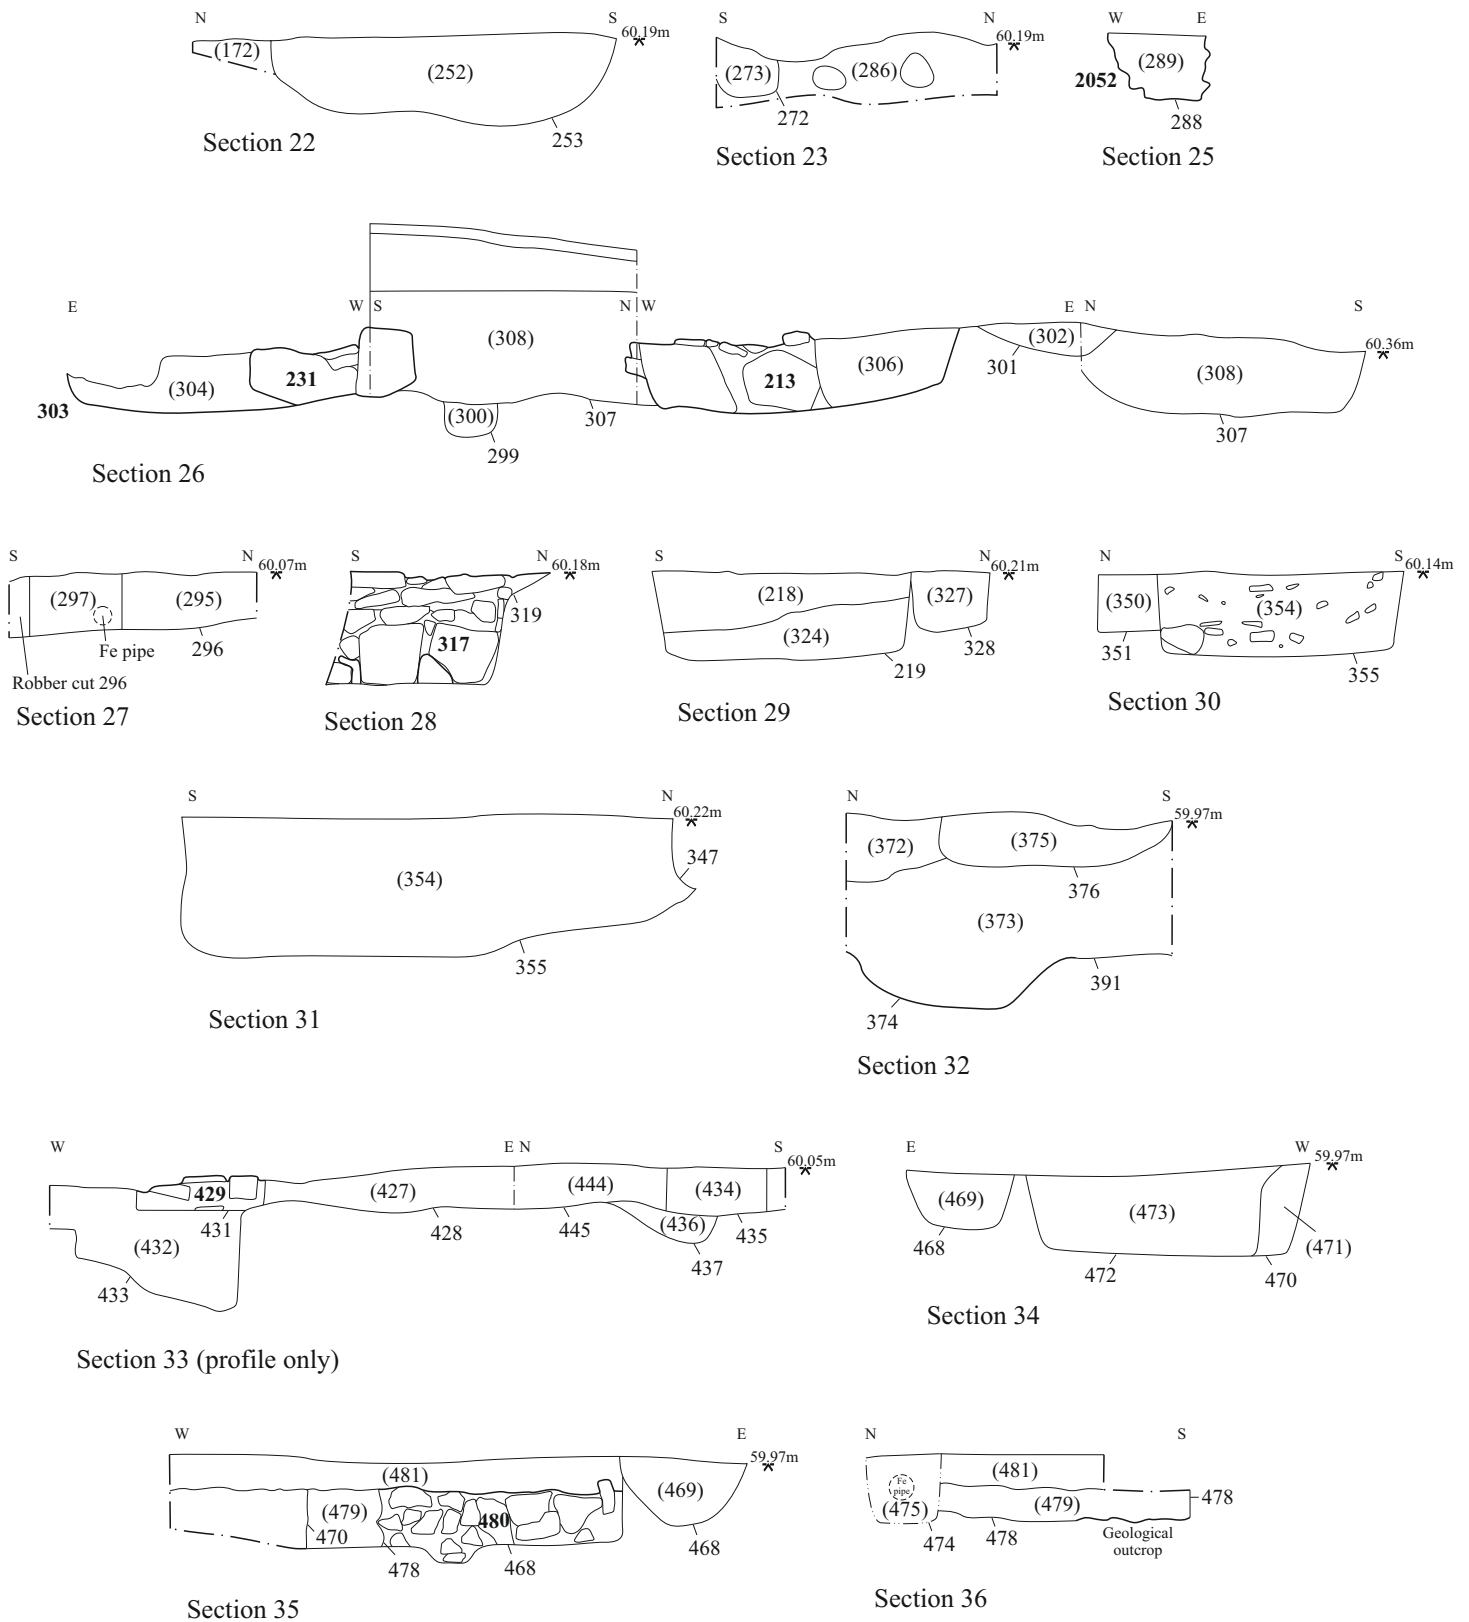 N S 60.19m
(172)
(252)
253
Section 22
S N 60.19m
(273) (286)
272
Section 23
W E
(289)
2052
288
Section 25
E W S N W E N S
(308)
(302)
60.36m
301
(304) 231 213 (306) (308)
303
(300) 307 307
299
Section 26
S N 60.07m
(297) (295)
Fe pipe 296
Robber cut 296
Section 27
S N 60.18m
319
317
Section 28
S N 60.21m
(218) (327)
(324) 328
219
Section 29
N S 60.14m
(350) (354)
351 355
Section 30
S N 60.22m
347
(354)
355
Section 31
N S 59.97m
(372) (375)
376
(373)
391
374
Section 32
W E N S 60.05m
429 (427) (444) (434)
431 428 445 (436) 435
(432) 437
433
Section 33 (profile only)
E W 59.97m
(469) (473)
468 (471)
472 470
Section 34
W E 59.97m
(481)
(479) 480 (469)
470
478 468 468
Section 35
N S
(481)
Fe
pipe
(475) (479) 478
474 478 Geological
outcrop
Section 36